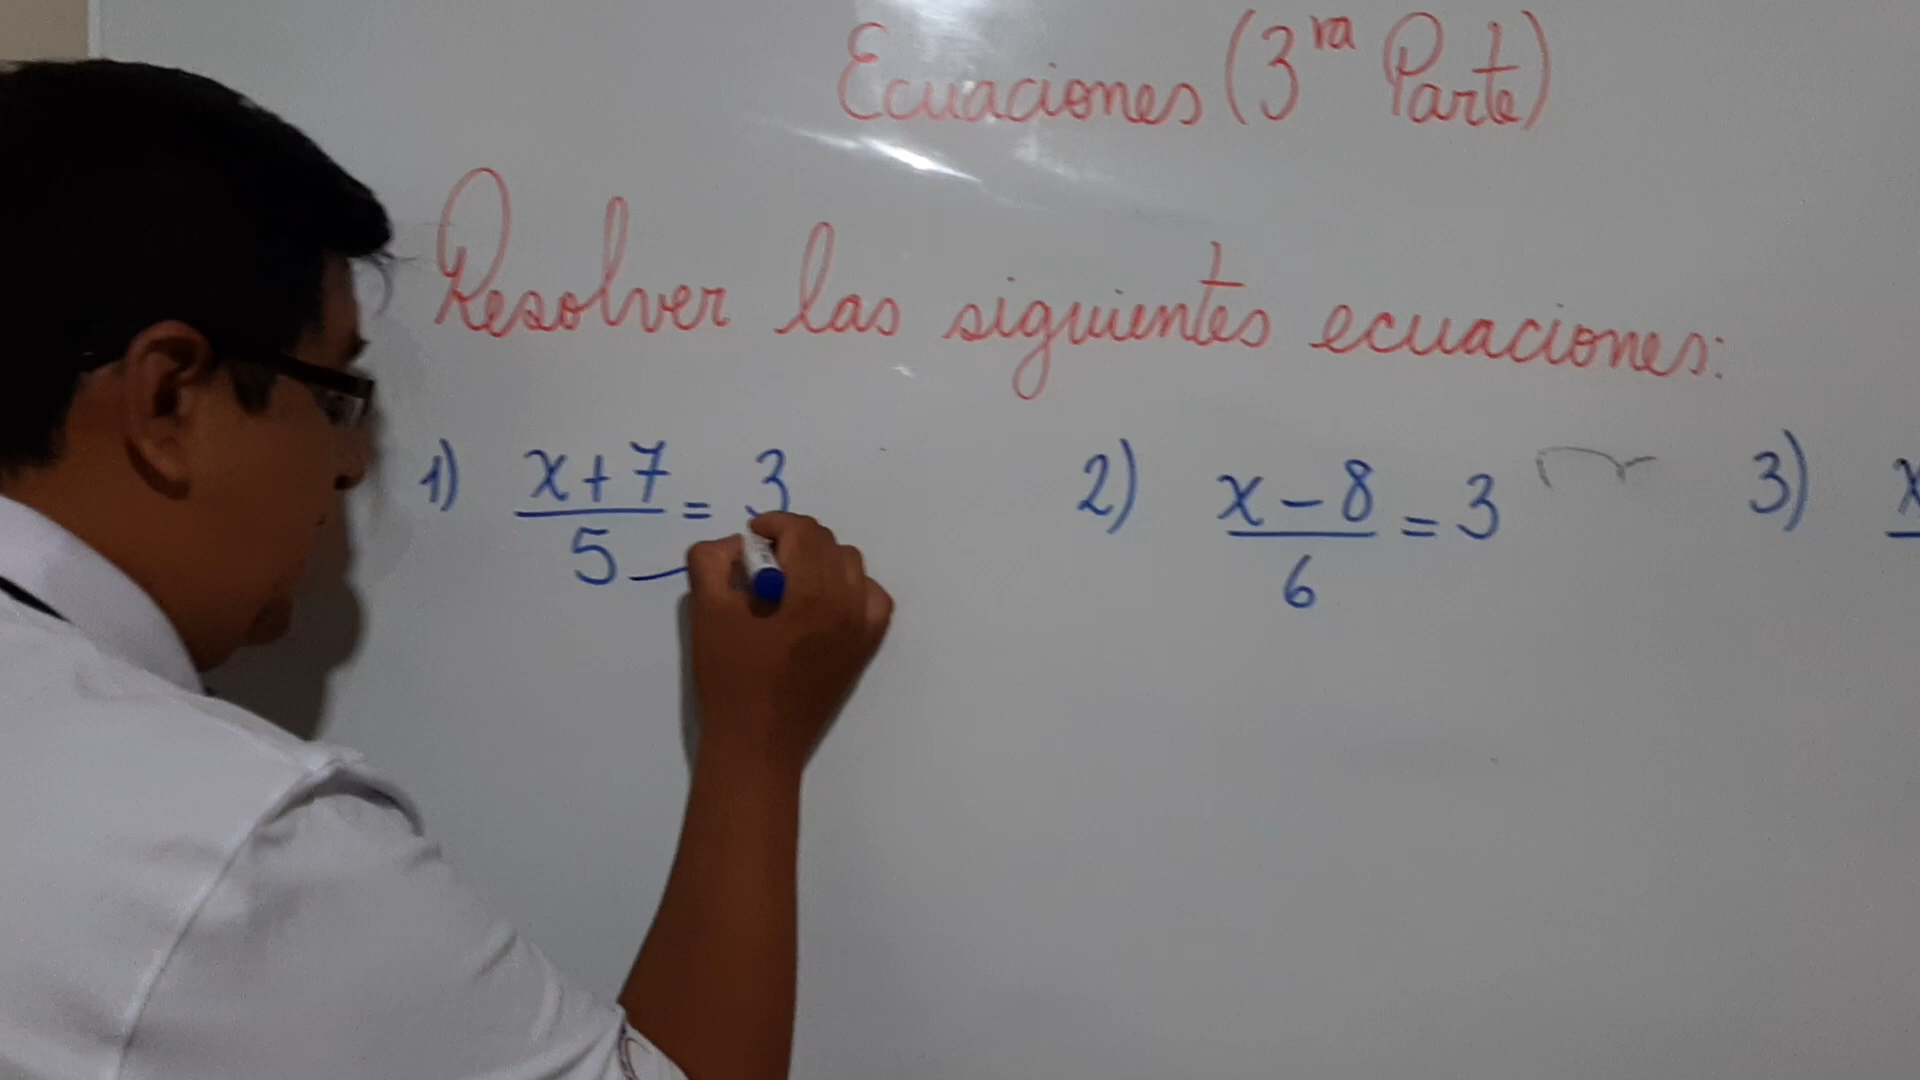 Ecuaciones (3ra Parte)
Resolver las siguientes ecuaciones:
1) x+7/5 = 3
2) x-8/6 = 3
3) x